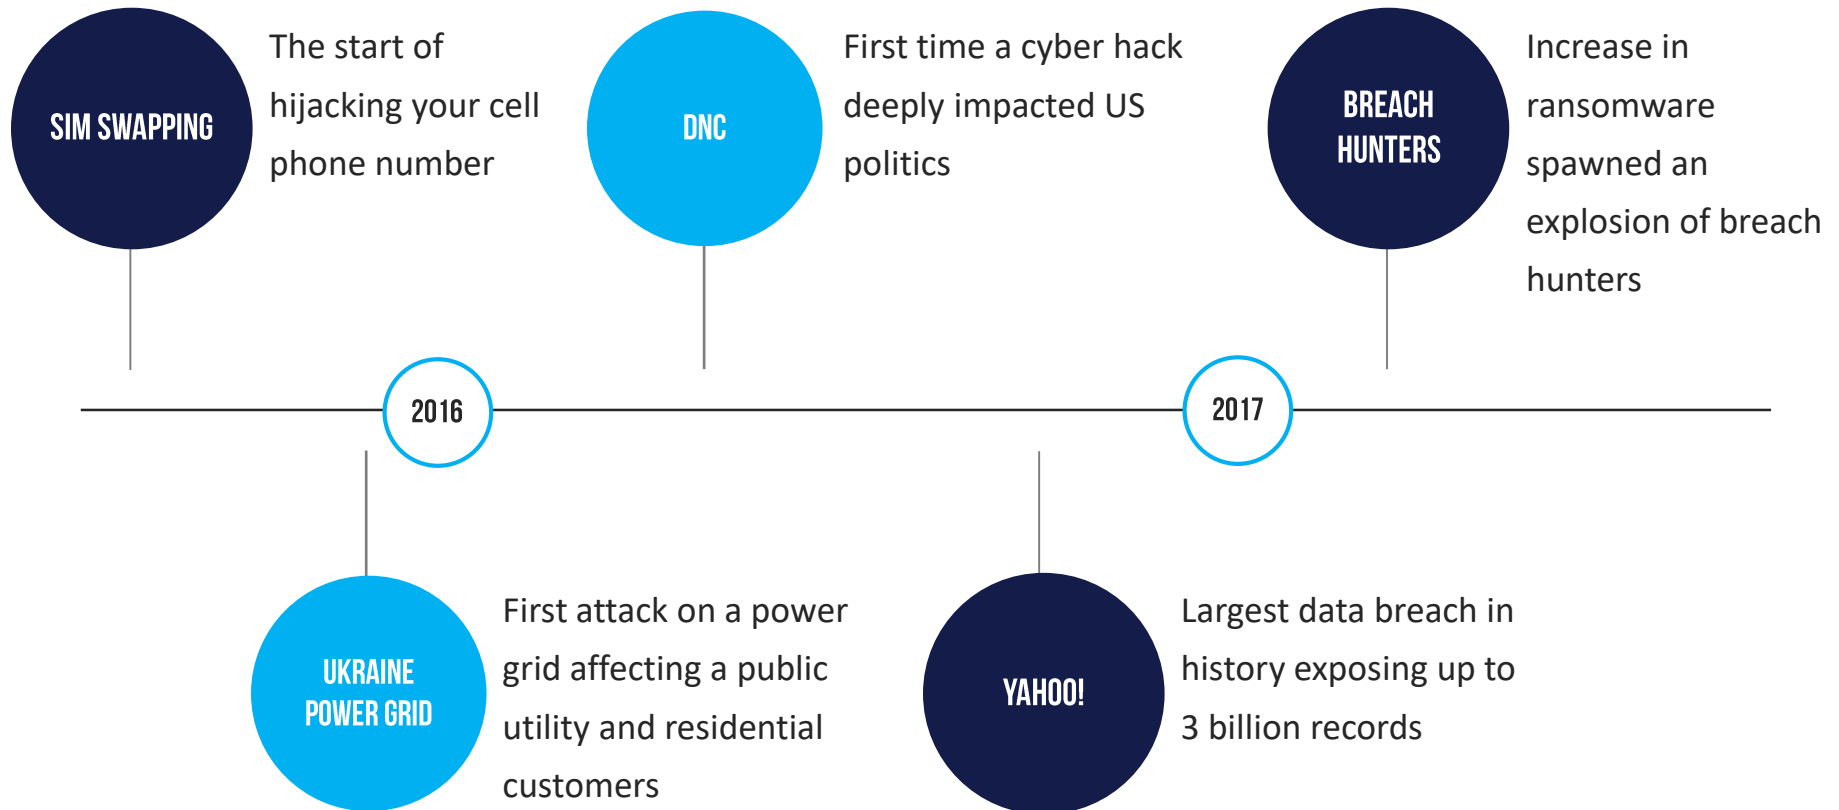 SIM SWAPPING
The start of
hijacking your cell
phone number
DNC
First time a cyber hack
deeply impacted US
politics
BREACH
HUNTERS
Increase in
ransomware
spawned an
explosion of breach
hunters
2016
2017
UKRAINE
POWER GRID
First attack on a power
grid affecting a public
utility and residential
customers
YAHOO!
Largest data breach in
history exposing up to
3 billion records